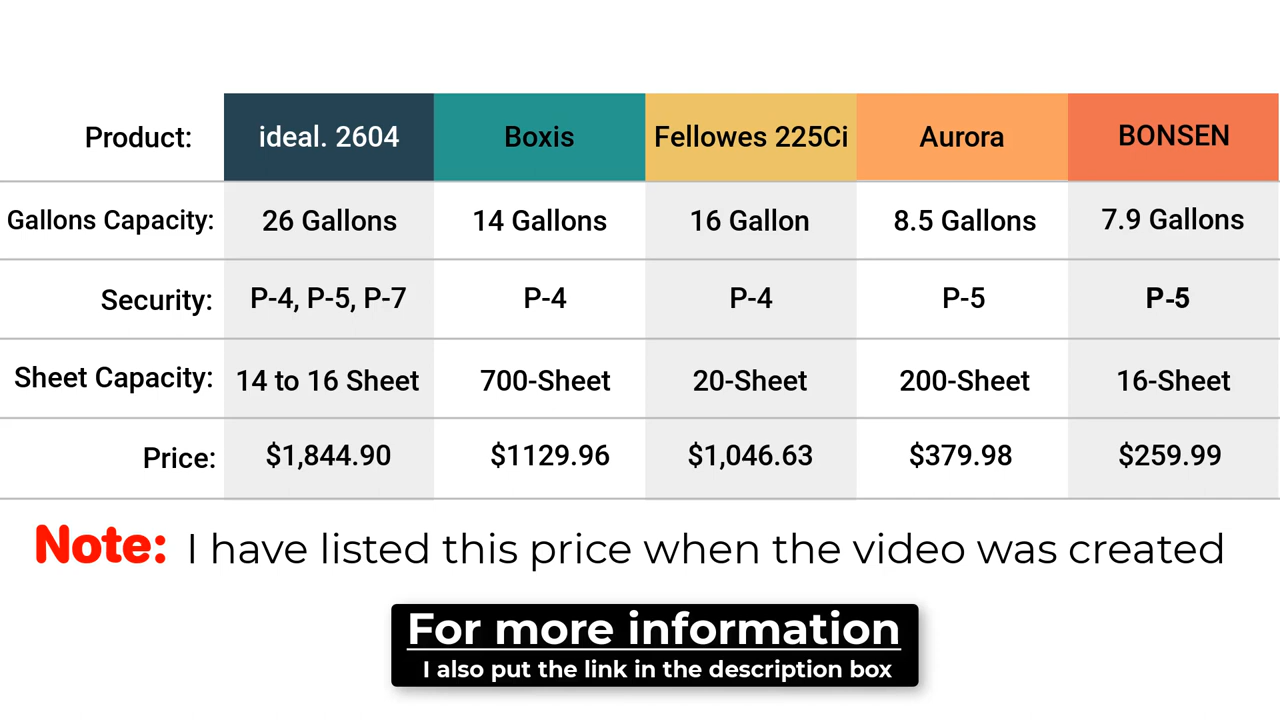 Product: ideal. 2604 Boxis Fellowes 225Ci Aurora BONSEN
Gallons Capacity: 26 Gallons 14 Gallons 16 Gallon 8.5 Gallons 7.9 Gallons
Security: P-4, P-5, P-7 P-4 P-4 P-5 P-5
Sheet Capacity: 14 to 16 Sheet 700-Sheet 20-Sheet 200-Sheet 16-Sheet
Price: $1,844.90 $1129.96 $1,046.63 $379.98 $259.99
Note: I have listed this price when the video was created
For more information
I also put the link in the description box